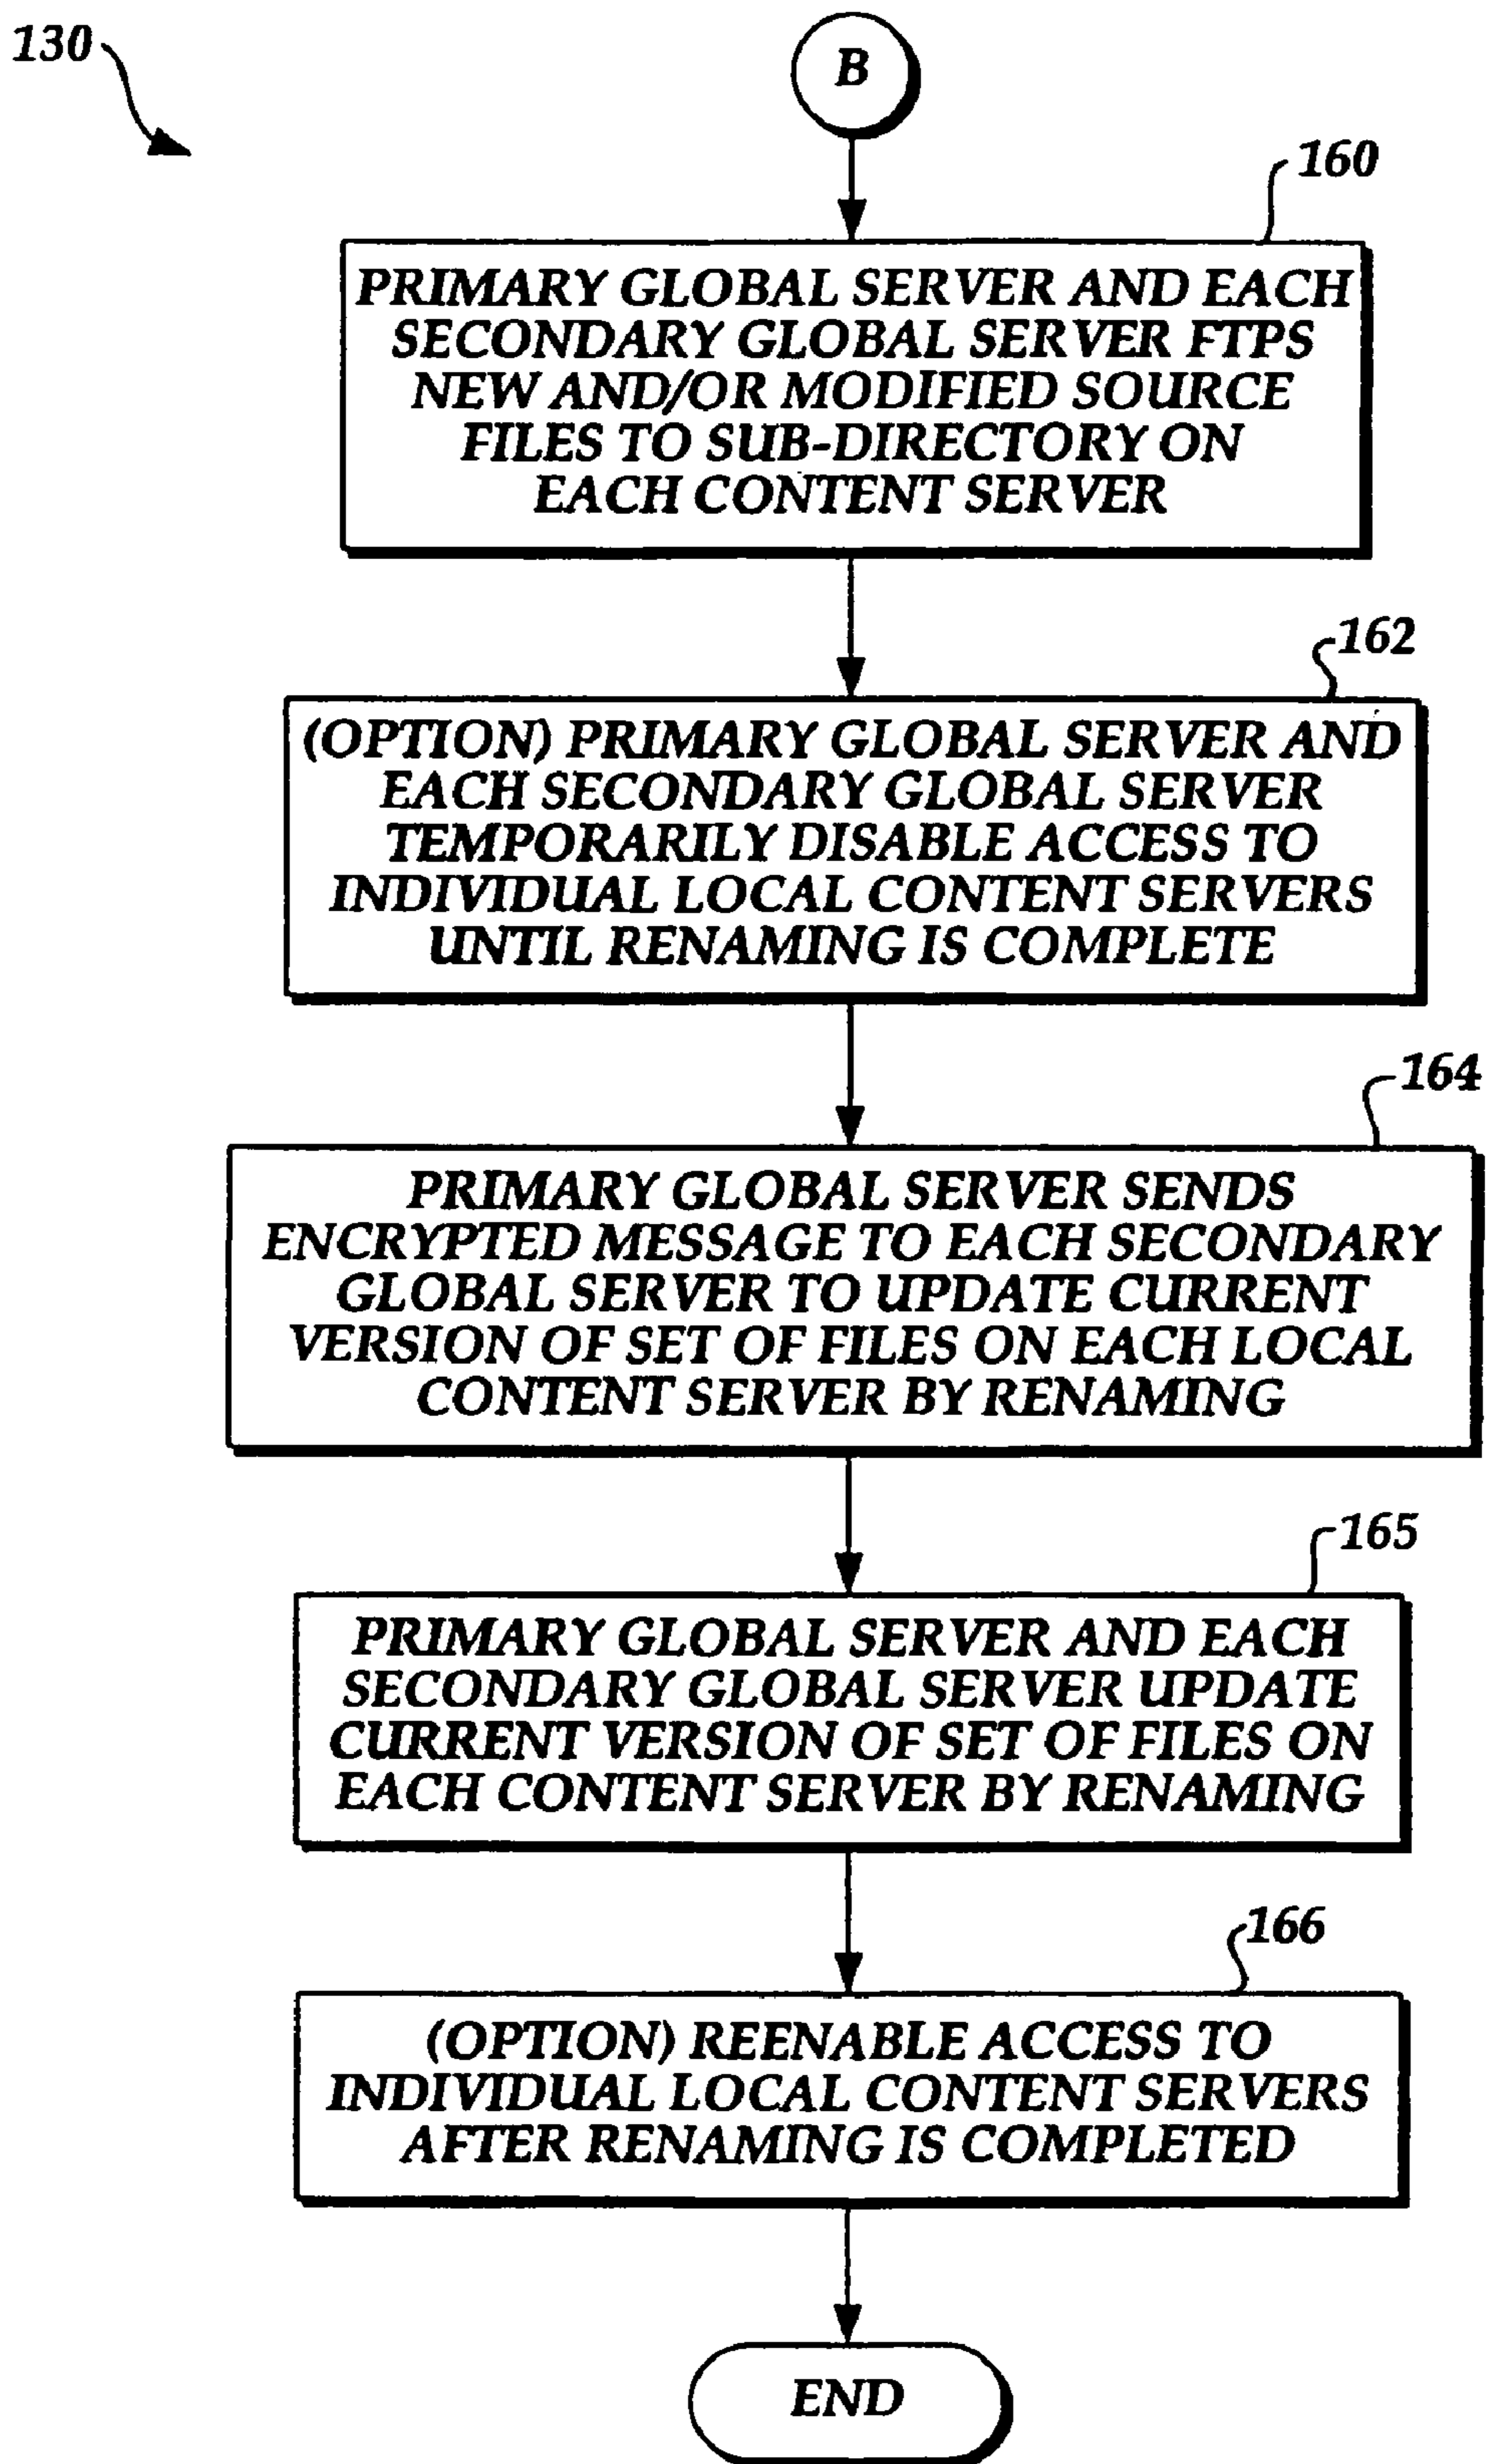 130
B
160
PRIMARY GLOBAL SERVER AND EACH
SECONDARY GLOBAL SERVER FTPS
NEW AND/OR MODIFIED SOURCE
FILES TO SUB-DIRECTORY ON
EACH CONTENT SERVER
162
(OPTION) PRIMARY GLOBAL SERVER AND
EACH SECONDARY GLOBAL SERVER
TEMPORARILY DISABLE ACCESS TO
INDIVIDUAL LOCAL CONTENT SERVERS
UNTIL RENAMING IS COMPLETE
164
PRIMARY GLOBAL SERVER SENDS
ENCRYPTED MESSAGE TO EACH SECONDARY
GLOBAL SERVER TO UPDATE CURRENT
VERSION OF SET OF FILES ON EACH LOCAL
CONTENT SERVER BY RENAMING
165
PRIMARY GLOBAL SERVER AND EACH
SECONDARY GLOBAL SERVER UPDATE
CURRENT VERSION OF SET OF FILES ON
EACH CONTENT SERVER BY RENAMING
166
(OPTION) REENABLE ACCESS TO
INDIVIDUAL LOCAL CONTENT SERVERS
AFTER RENAMING IS COMPLETED
END